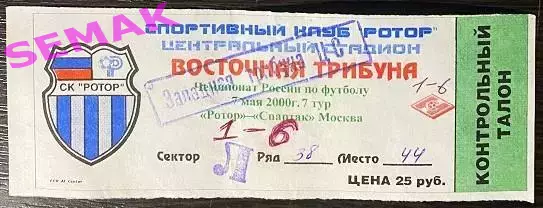 SEMAK
СПОРТИВНЫЙ КЛУБ "РОТОР"
ЦЕНТРАЛЬНЫЙ СТАДИОН
ВОСТОЧНАЯ ТРИБУНА
Западная трибуна
Чемпионат России по футболу
7 мая 2000г. 7 тур
«Ротор»—«Спартак» Москва
1-6
1-6
СК "РОТОР"
Сектор Л Ряд 38 Место 44
ЦЕНА 25 руб.
КОНТРОЛЬНЫЙ
ТАЛОН